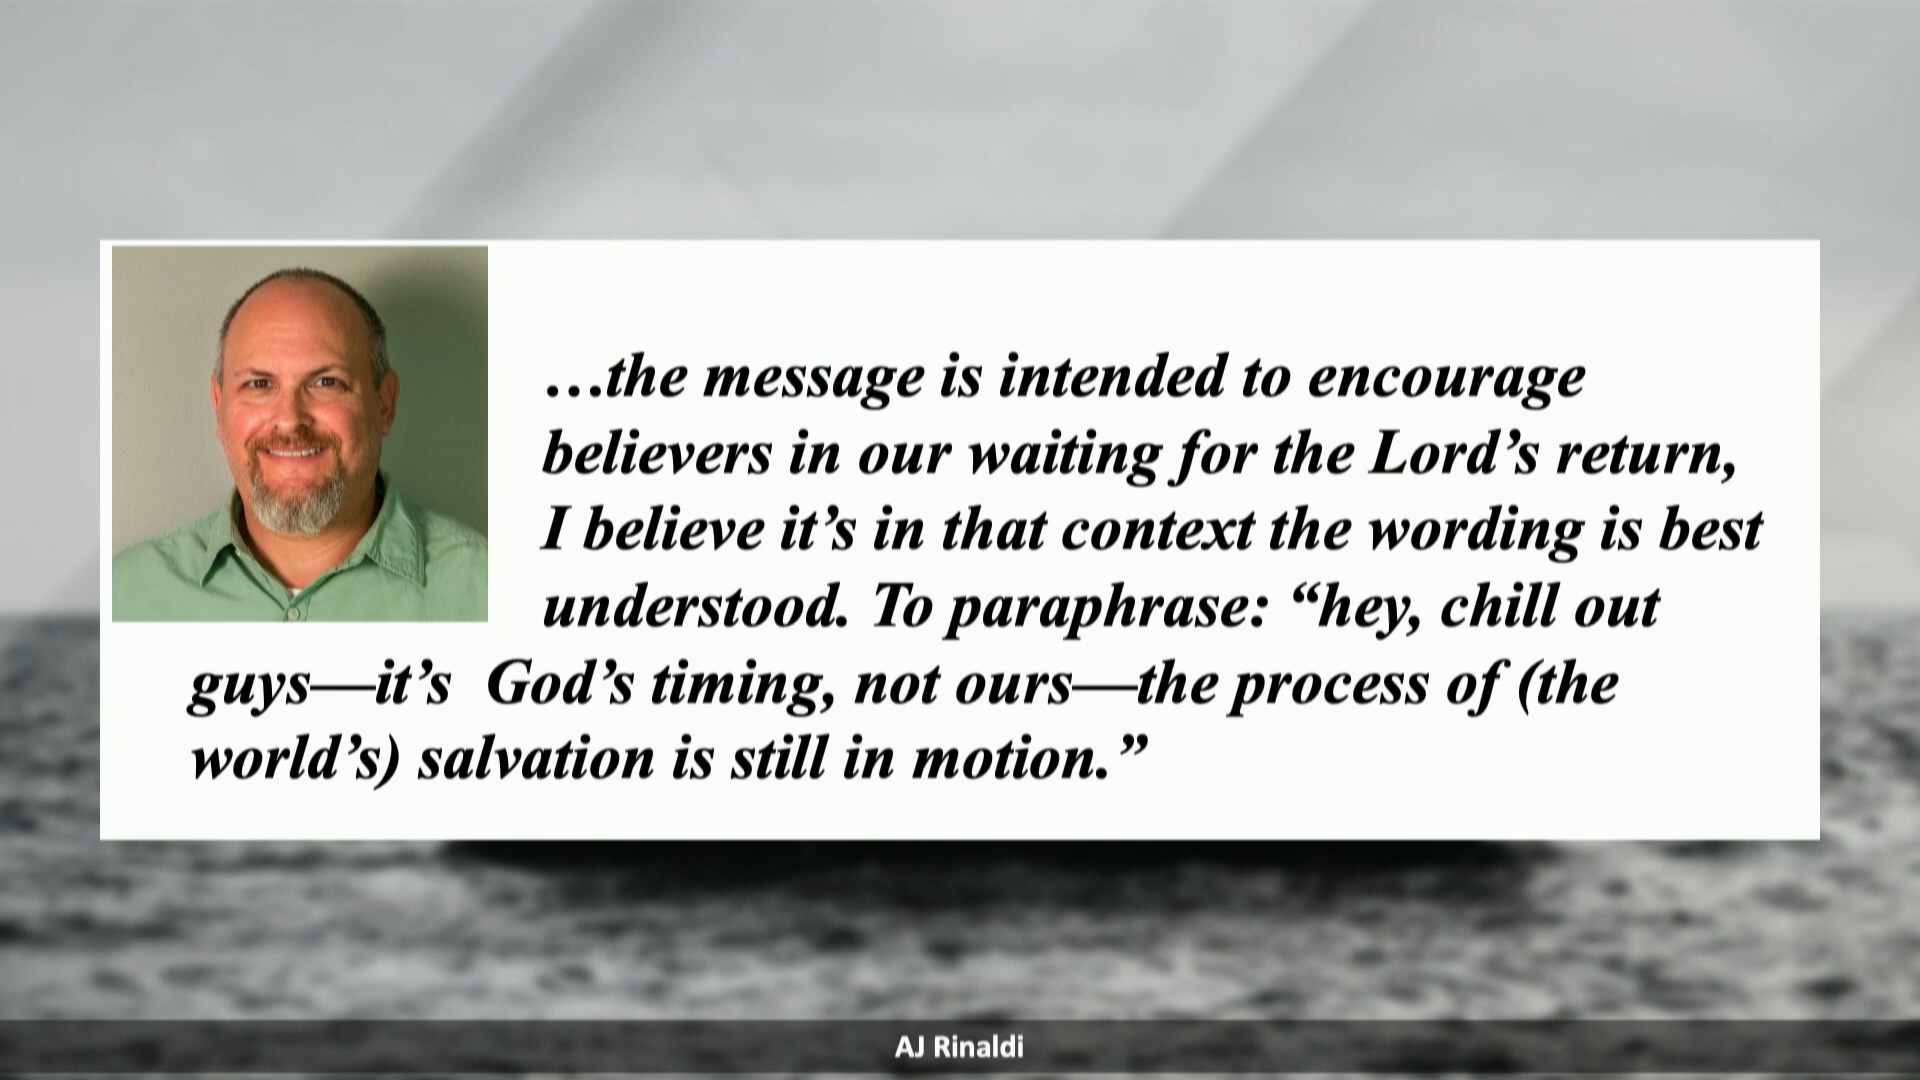 …the message is intended to encourage
believers in our waiting for the Lord’s return,
I believe it’s in that context the wording is best
understood. To paraphrase: “hey, chill out
guys—it’s  God’s timing, not ours—the process of (the
world’s) salvation is still in motion.”
AJ Rinaldi